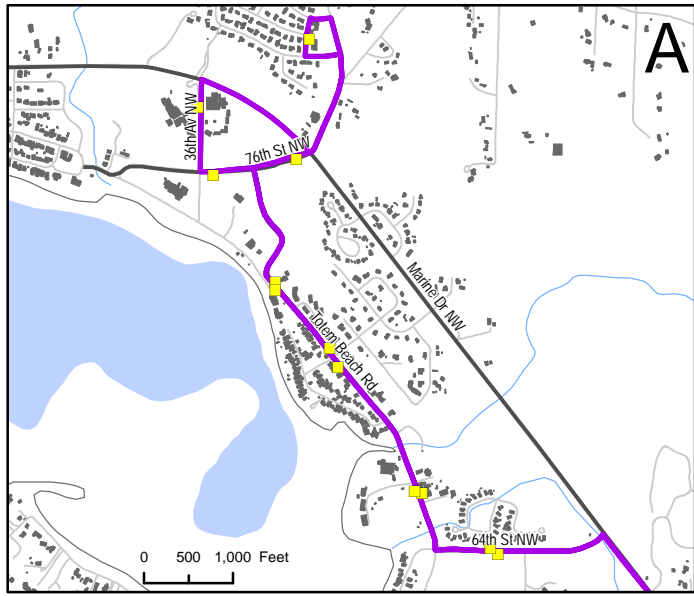 A
36th Av NW
76th St NW
Marine Dr NW
Totem Beach Rd
64th St NW
0 500 1,000 Feet